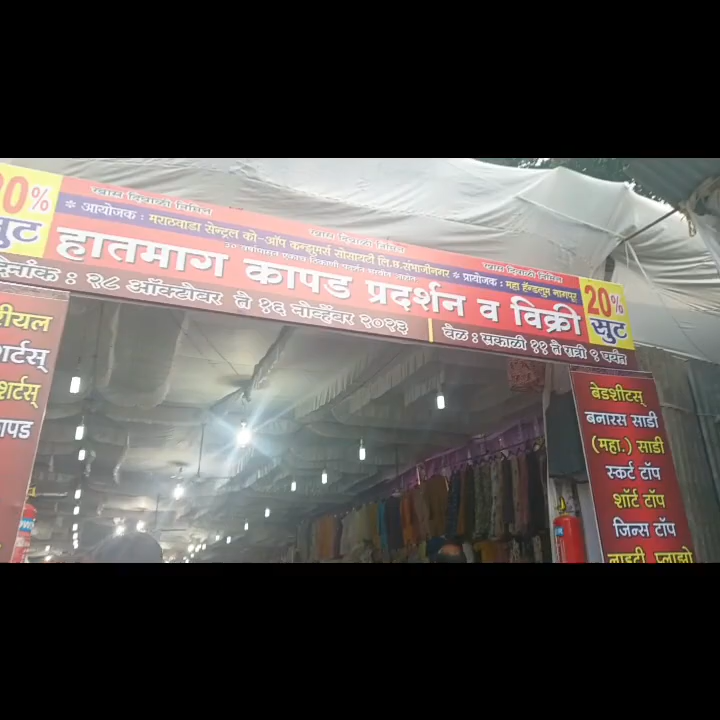 खास दिवाळी निमित्त
खास दिवाळी निमित्त
खास दिवाळी निमित्त
* आयोजक : मराठवाडा सेन्ट्रल को-ऑप कन्झुमर्स सोसायटी लि.छ.संभाजीनगर * प्रायोजक : महा हॅन्डलुम नागपूर
20%
सुट
हातमाग कापड प्रदर्शन व विक्री
20%
सुट
दिनांक : २८ ऑक्टोबर ते १६ नोव्हेंबर २०२३
वेळ : सकाळी ११ ते रात्री ९ पर्यंत
रीयल
शर्टस्
शर्टस्
ापड
बेडशीटस्
बनारस साडी
(महा.) साडी
स्कर्ट टॉप
शॉर्ट टॉप
जिन्स टॉप
नाइटी प्लाझो